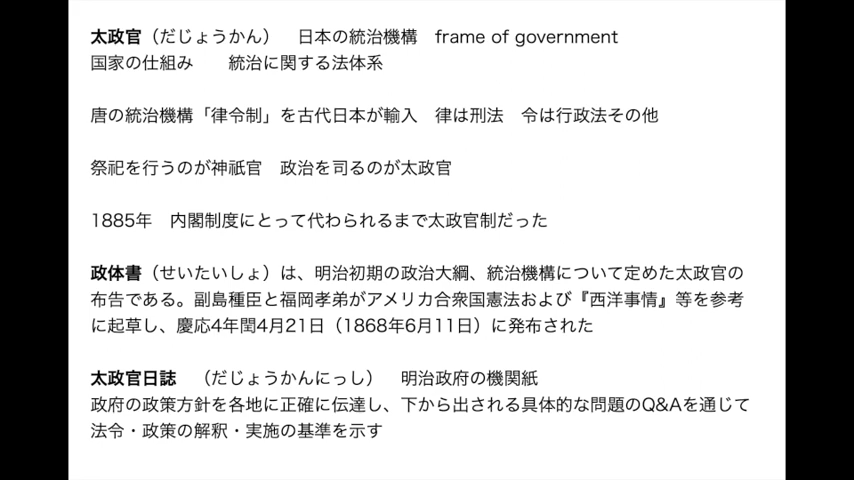 太政官（だじょうかん）　日本の統治機構　frame of government
国家の仕組み　　統治に関する法体系
唐の統治機構「律令制」を古代日本が輸入　律は刑法　令は行政法その他
祭祀を行うのが神祇官　政治を司るのが太政官
1885年　内閣制度にとって代わられるまで太政官制だった
政体書（せいたいしょ）は、明治初期の政治大綱、統治機構について定めた太政官の
布告である。副島種臣と福岡孝弟がアメリカ合衆国憲法および『西洋事情』等を参考
に起草し、慶応4年閏4月21日（1868年6月11日）に発布された
太政官日誌　（だじょうかんにっし）　明治政府の機関紙
政府の政策方針を各地に正確に伝達し、下から出される具体的な問題のQ&Aを通じて
法令・政策の解釈・実施の基準を示す